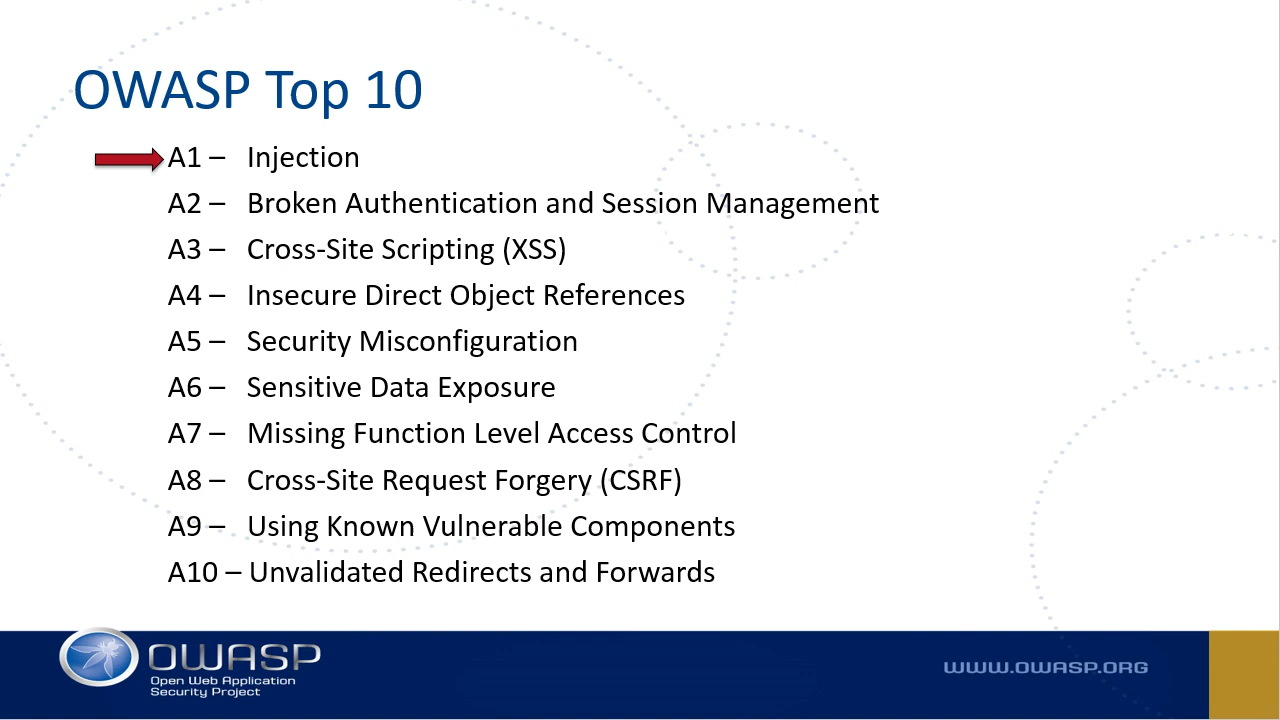 OWASP Top 10
A1 – Injection
A2 – Broken Authentication and Session Management
A3 – Cross-Site Scripting (XSS)
A4 – Insecure Direct Object References
A5 – Security Misconfiguration
A6 – Sensitive Data Exposure
A7 – Missing Function Level Access Control
A8 – Cross-Site Request Forgery (CSRF)
A9 – Using Known Vulnerable Components
A10 – Unvalidated Redirects and Forwards
OWASP
Open Web Application
Security Project
WWW.OWASP.ORG